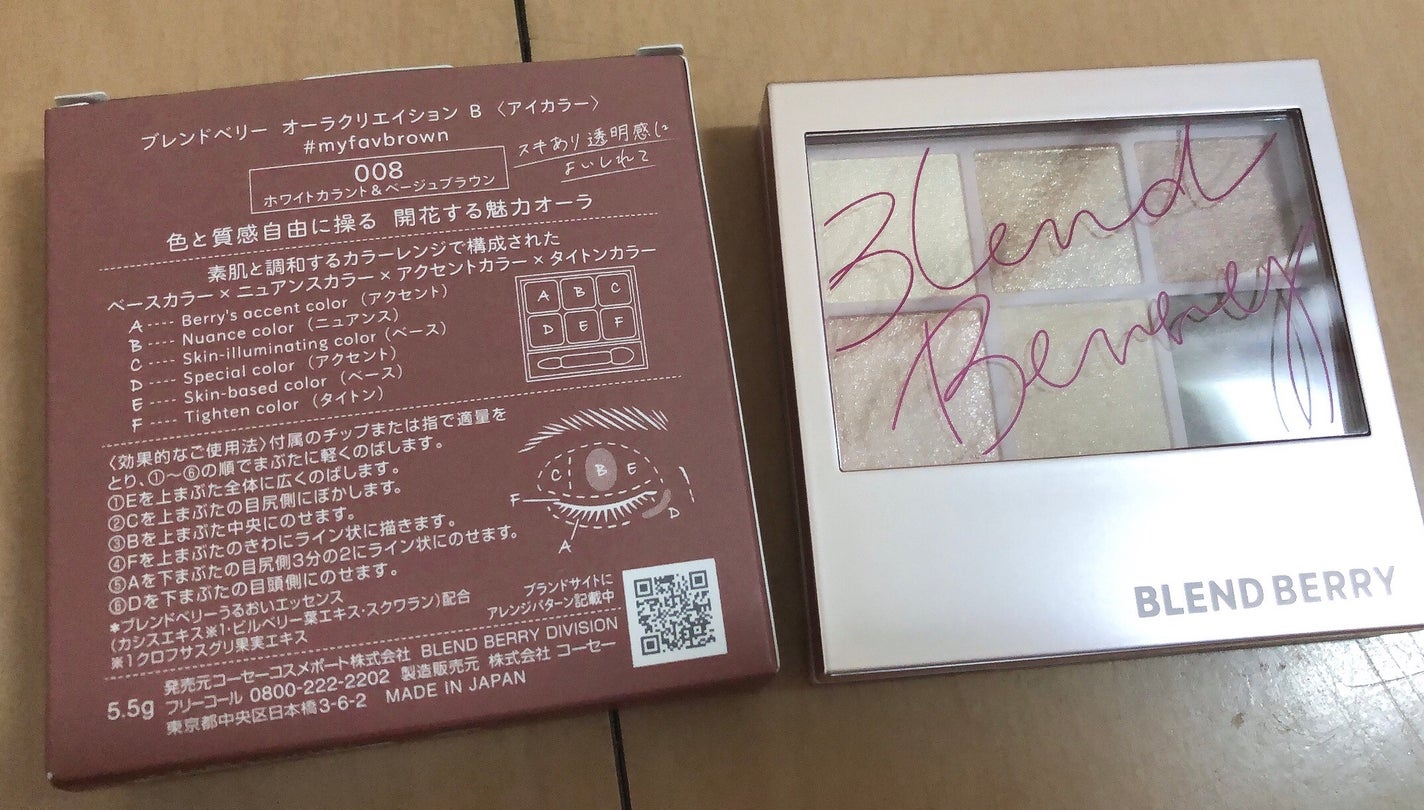 ブレンドベリー オーラクリエイション B 〈アイカラー〉
#myfavbrown
008
ホワイトカラント&ベージュブラウン
スキあり透明感に
よいしれて
色と質感自由に操る 開花する魅力オーラ
素肌と調和するカラーレンジで構成された
ベースカラー×ニュアンスカラー×アクセントカラー×タイトンカラー
A ---- Berry's accent color (アクセント)
B ---- Nuance color (ニュアンス)
C ---- Skin-illuminating color (ベース)
D ---- Special color (アクセント)
E ---- Skin-based color (ベース)
F ---- Tighten color (タイトン)
A B C
D E F
〈効果的なご使用法〉付属のチップまたは指で適量を
とり、①〜⑥の順でまぶたに軽くのばします。
①Eを上まぶた全体に広くのばします。
②Cを上まぶたの目尻側にぼかします。
③Bを上まぶた中央にのせます。
④Fを上まぶたのきわにライン状に描きます。
⑤Aを下まぶたの目尻側3分の2にライン状にのせます。
⑥Dを下まぶたの目頭側にのせます。
C B E
F
D
A
*ブレンドベリーうるおいエッセンス
(カシスエキス※1・ビルベリー葉エキス・スクワラン)配合
※1クロフサスグリ果実エキス
ブランドサイトに
アレンジパターン記載中
5.5g
発売元コーセーコスメポート株式会社 BLEND BERRY DIVISION
フリーコール 0800-222-2202 製造販売元 株式会社 コーセー
東京都中央区日本橋3-6-2 MADE IN JAPAN
Blend
Berry
BLEND BERRY